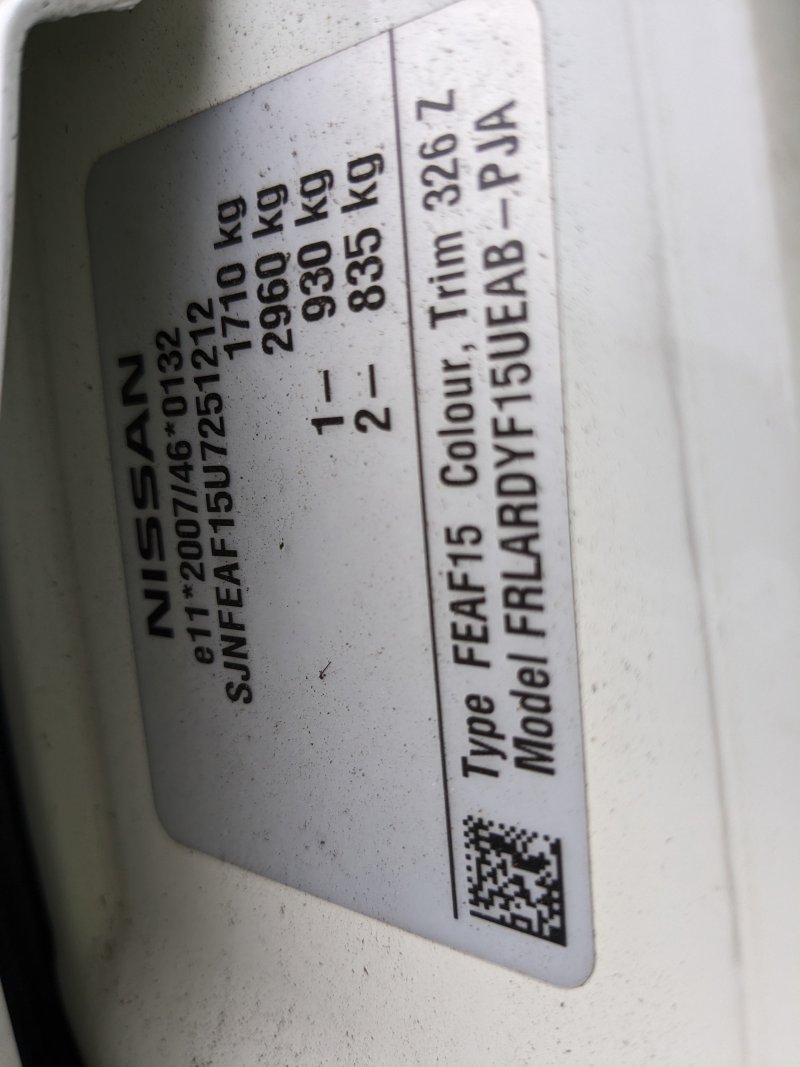 NISSAN
e11*2007/46*0132
SJNFEAF15U7251212
1710 kg
2960 kg
1– 930 kg
2– 835 kg
Type FEAF15 Colour, Trim 326 Z
Model FRLARDYF15UEAB–PJA